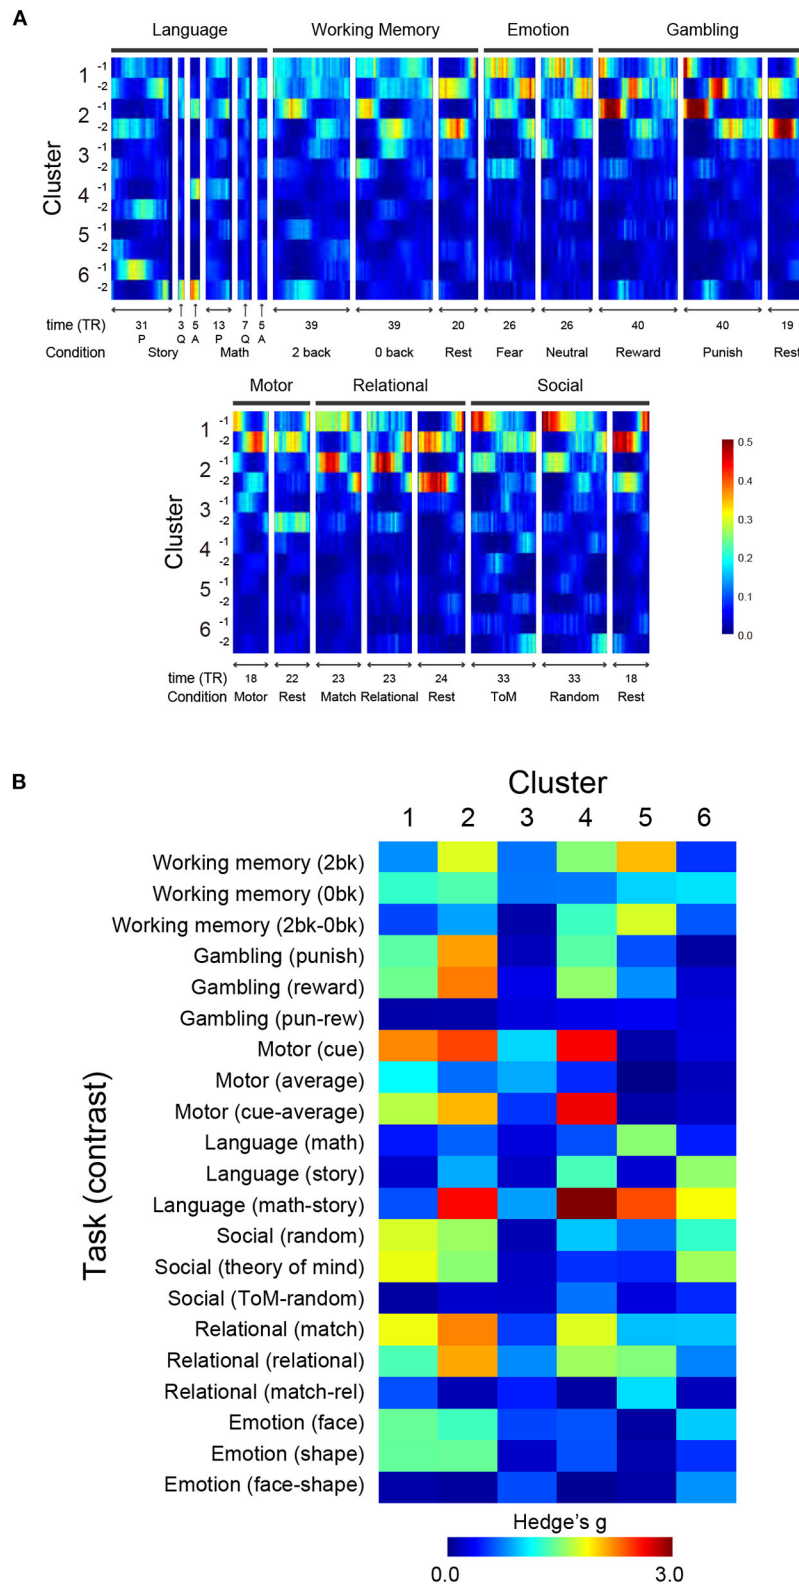 A
Language Working Memory Emotion Gambling
Cluster
1 -1
-2
2 -1
-2
3 -1
-2
4 -1
-2
5 -1
-2
6 -1
-2
time (TR) 31 3 5 13 7 5 39 39 20 26 26 40 40 19
P Q A P Q A
Condition Story Math 2 back 0 back Rest Fear Neutral Reward Punish Rest
Motor Relational Social
Cluster
1 -1
-2
2 -1
-2
3 -1
-2
4 -1
-2
5 -1
-2
6 -1
-2
0.5
0.4
0.3
0.2
0.1
0.0
time (TR) 18 22 23 23 24 33 33 18
Condition Motor Rest Match Relational Rest ToM Random Rest
B
Cluster
1 2 3 4 5 6
Task (contrast)
Working memory (2bk)
Working memory (0bk)
Working memory (2bk-0bk)
Gambling (punish)
Gambling (reward)
Gambling (pun-rew)
Motor (cue)
Motor (average)
Motor (cue-average)
Language (math)
Language (story)
Language (math-story)
Social (random)
Social (theory of mind)
Social (ToM-random)
Relational (match)
Relational (relational)
Relational (match-rel)
Emotion (face)
Emotion (shape)
Emotion (face-shape)
Hedge's g
0.0 3.0